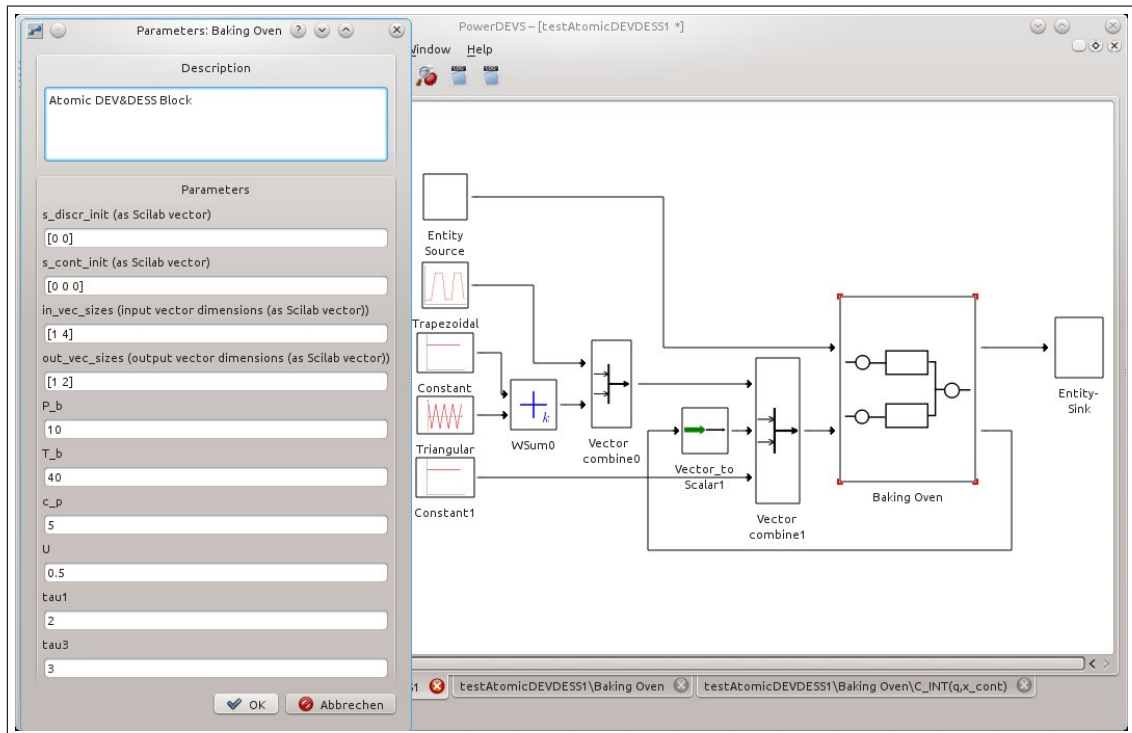 Parameters: Baking Oven
Description
Atomic DEV&DESS Block
Parameters
s_discr_init (as Scilab vector)
[0 0]
s_cont_init (as Scilab vector)
[0 0 0]
in_vec_sizes (input vector dimensions (as Scilab vector))
[1 4]
out_vec_sizes (output vector dimensions (as Scilab vector))
[1 2]
P_b
10
T_b
40
c_p
5
U
0.5
tau1
2
tau3
3
OK
Abbrechen
PowerDEVS – [testAtomicDEVDESS1 *]
Window Help
Entity
Source
Trapezoidal
Constant
Triangular
Constant1
WSum0
k
Vector
combine0
Vector_to
Scalar1
Vector
combine1
Baking Oven
Entity-
Sink
testAtomicDEVDESS1\Baking Oven
testAtomicDEVDESS1\Baking Oven\C_INT(q,x_cont)